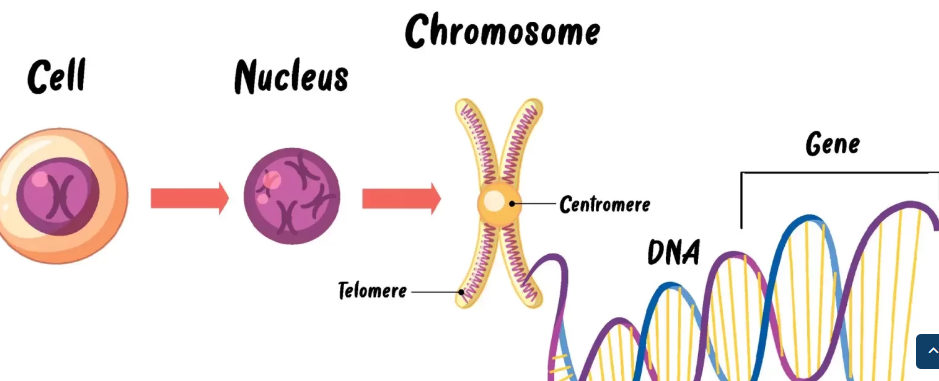 Cell
Nucleus
Chromosome
Centromere
Telomere
DNA
Gene